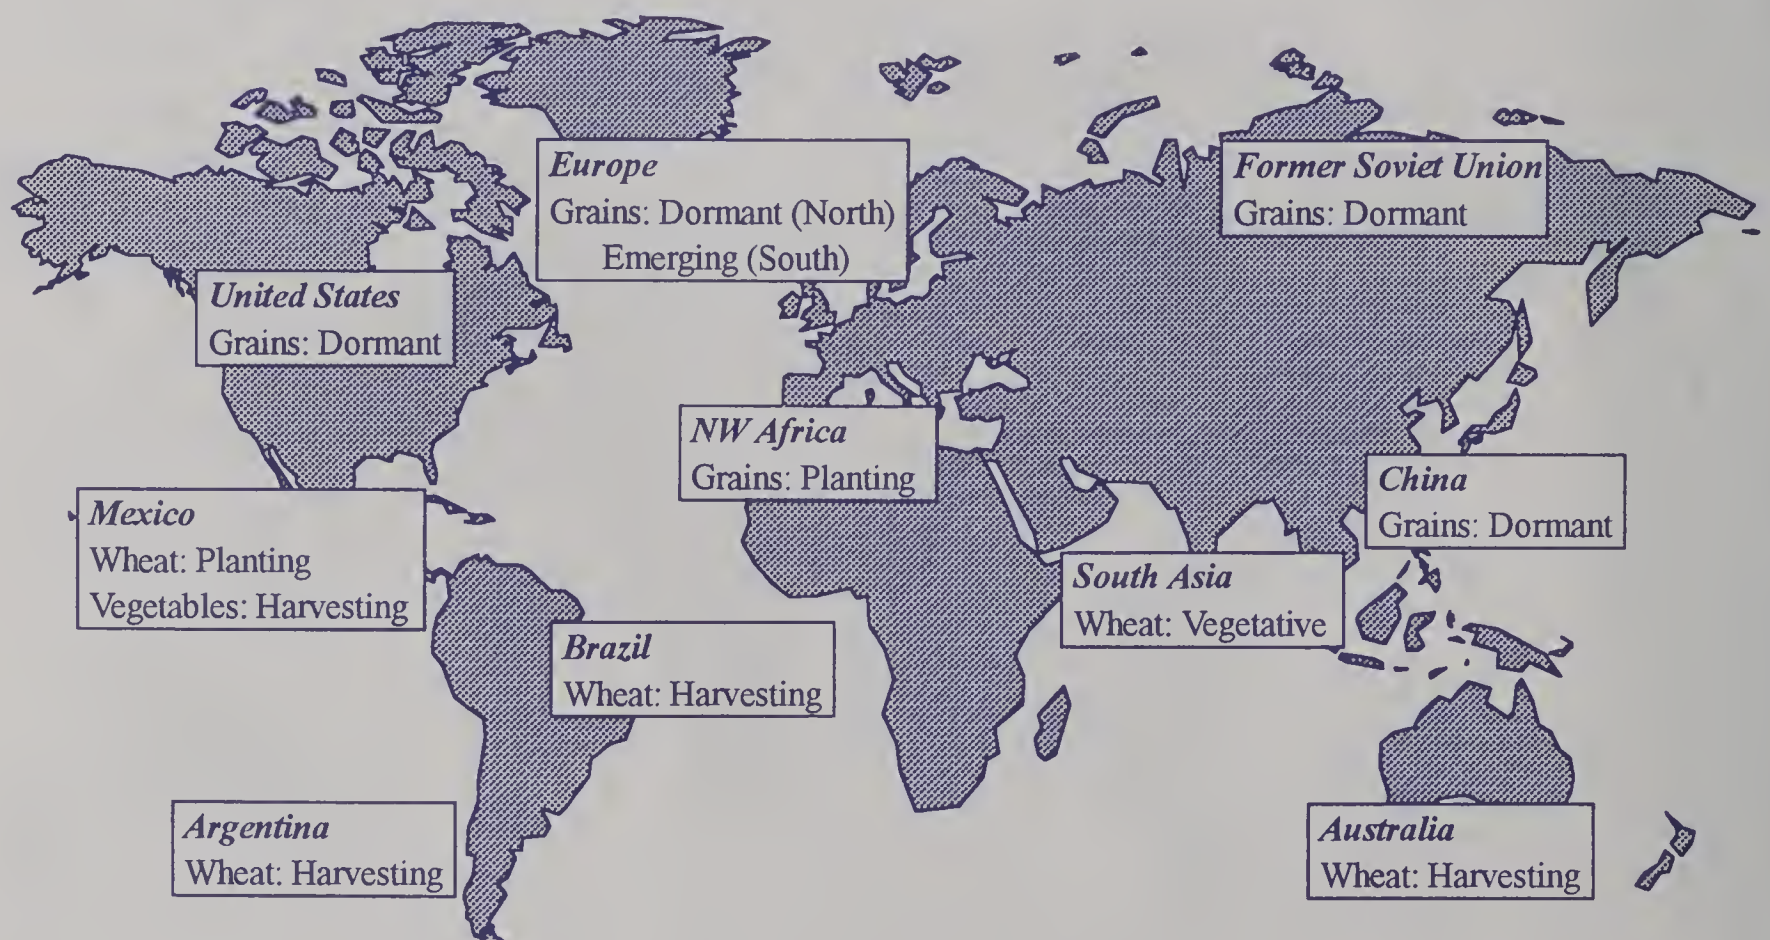 Europe
Grains: Dormant (North)
Emerging (South)
Former Soviet Union
Grains: Dormant
United States
Grains: Dormant
NW Africa
Grains: Planting
China
Grains: Dormant
Mexico
Wheat: Planting
Vegetables: Harvesting
South Asia
Wheat: Vegetative
Brazil
Wheat: Harvesting
Argentina
Wheat: Harvesting
Australia
Wheat: Harvesting